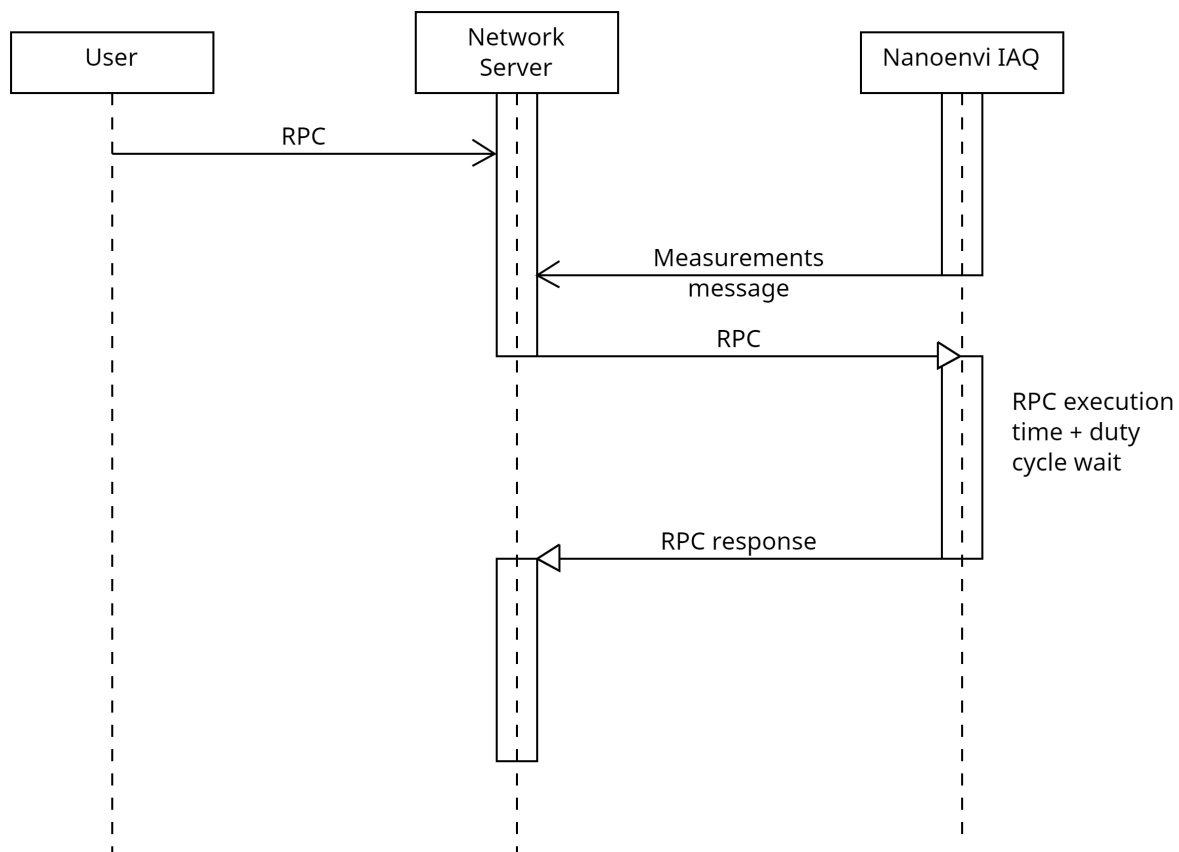 User
Network
Server
Nanoenvi IAQ
RPC
Measurements
message
RPC
RPC execution
time + duty
cycle wait
RPC response